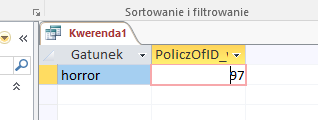 Sortowanie i filtrowanie
Kwerenda1
Gatunek PoliczOfID_
horror 97